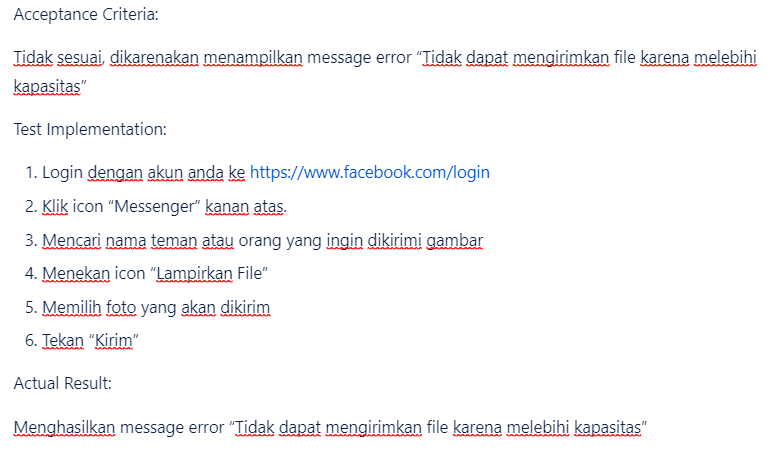 Acceptance Criteria:
Tidak sesuai, dikarenakan menampilkan message error “Tidak dapat mengirimkan file karena melebihi
kapasitas”
Test Implementation:
1. Login dengan akun anda ke https://www.facebook.com/login
2. Klik icon “Messenger” kanan atas.
3. Mencari nama teman atau orang yang ingin dikirimi gambar
4. Menekan icon “Lampirkan File”
5. Memilih foto yang akan dikirim
6. Tekan “Kirim”
Actual Result:
Menghasilkan message error “Tidak dapat mengirimkan file karena melebihi kapasitas”